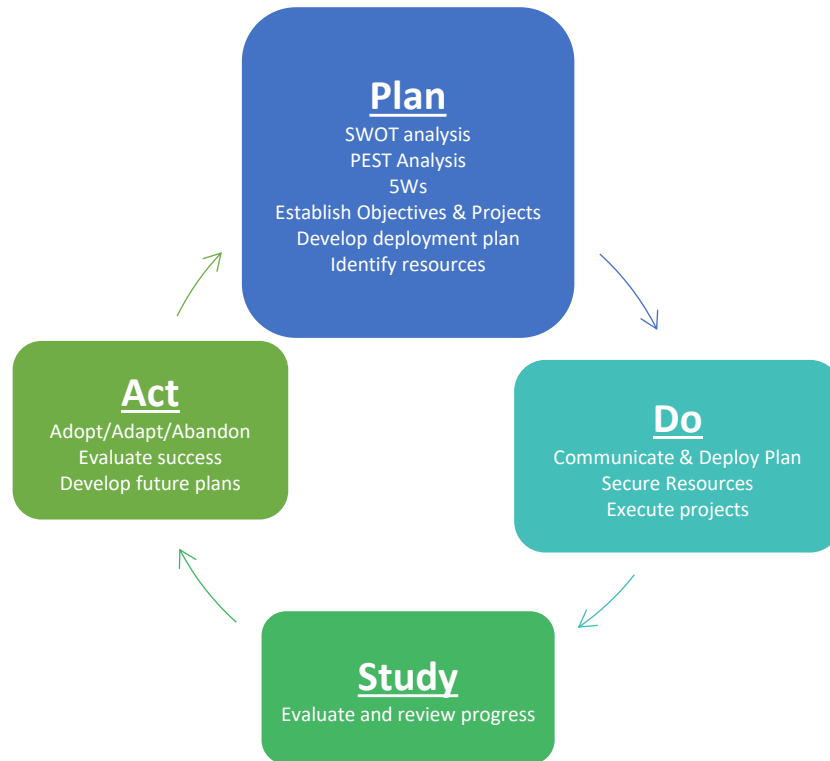 Plan
SWOT analysis
PEST Analysis
5Ws
Establish Objectives & Projects
Develop deployment plan
Identify resources
Do
Communicate & Deploy Plan
Secure Resources
Execute projects
Study
Evaluate and review progress
Act
Adopt/Adapt/Abandon
Evaluate success
Develop future plans